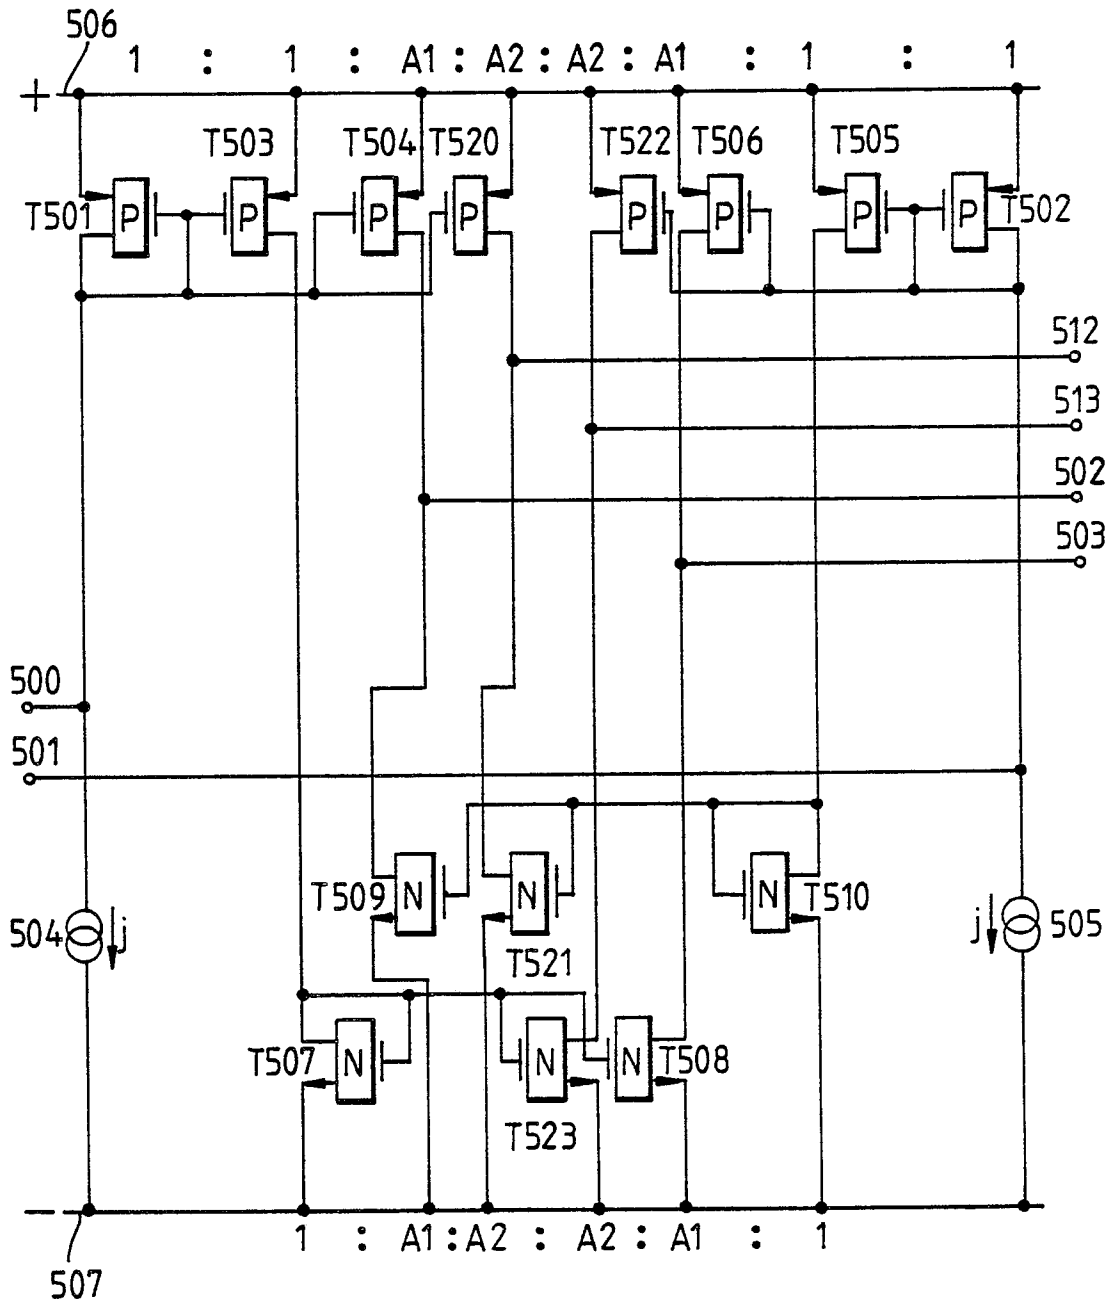 506
1 : 1 : A1 : A2 : A2 : A1 : 1 : 1
+
T503 T504 T520 T522 T506 T505
T501 P P P P P P P P T502
512
513
502
503
500
501
T509 N N N T510
504 j j 505
T521
T507 N N N T508
T523
−
1 : A1 : A2 : A2 : A1 : 1
507